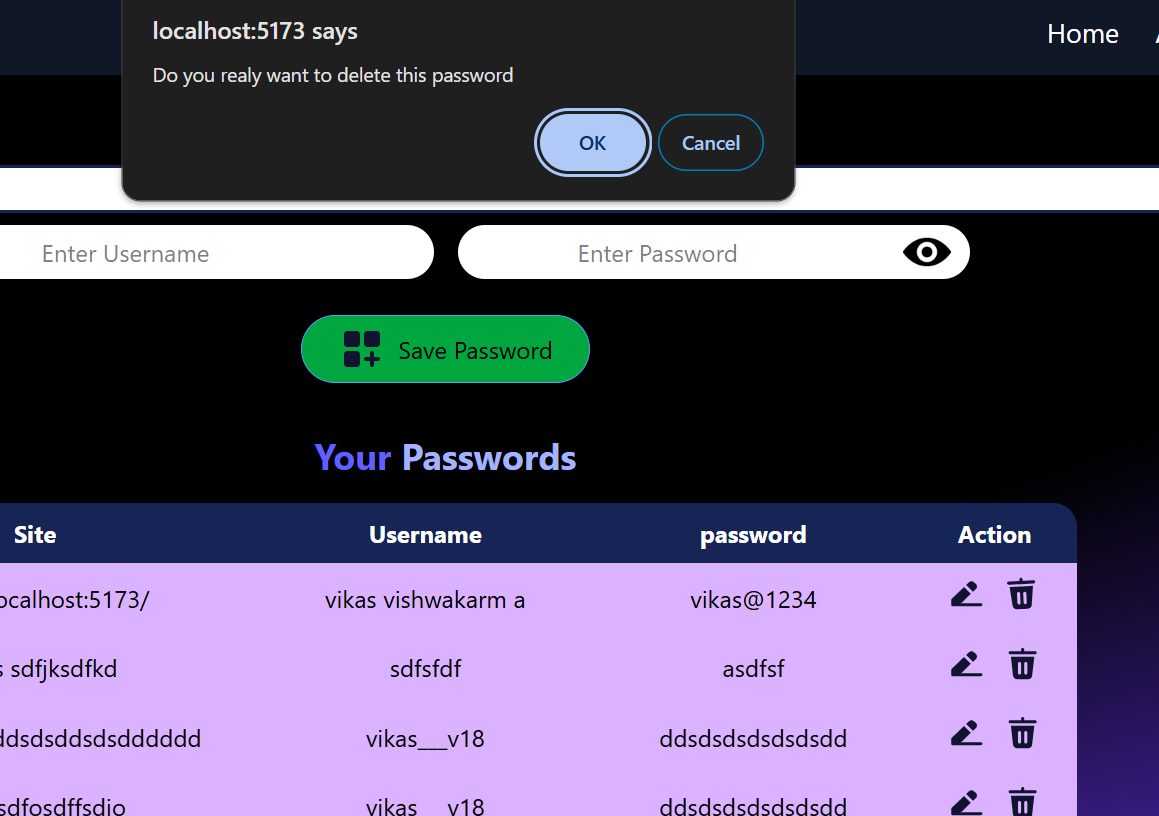 localhost:5173 says
Home
Do you realy want to delete this password
OK Cancel
Enter Username Enter Password
Save Password
Your Passwords
Site Username password Action
ocalhost:5173/ vikas vishwakarm a vikas@1234
s sdfjksdfkd sdfsfdf asdfsf
vikas___v18 ddsdsdsdsdsdsdd
sdfosdffsdio vikas___v18 ddsdsdsdsdsdsdd